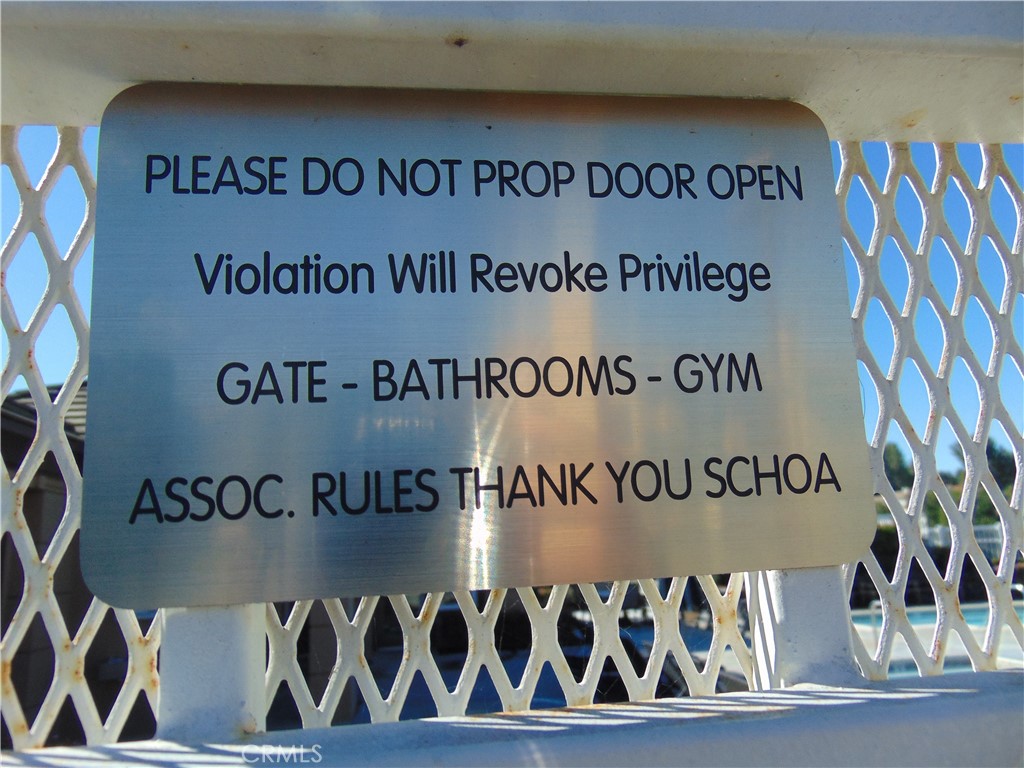 PLEASE DO NOT PROP DOOR OPEN
Violation Will Revoke Privilege
GATE - BATHROOMS - GYM
ASSOC. RULES THANK YOU SCHOA
CRMLS